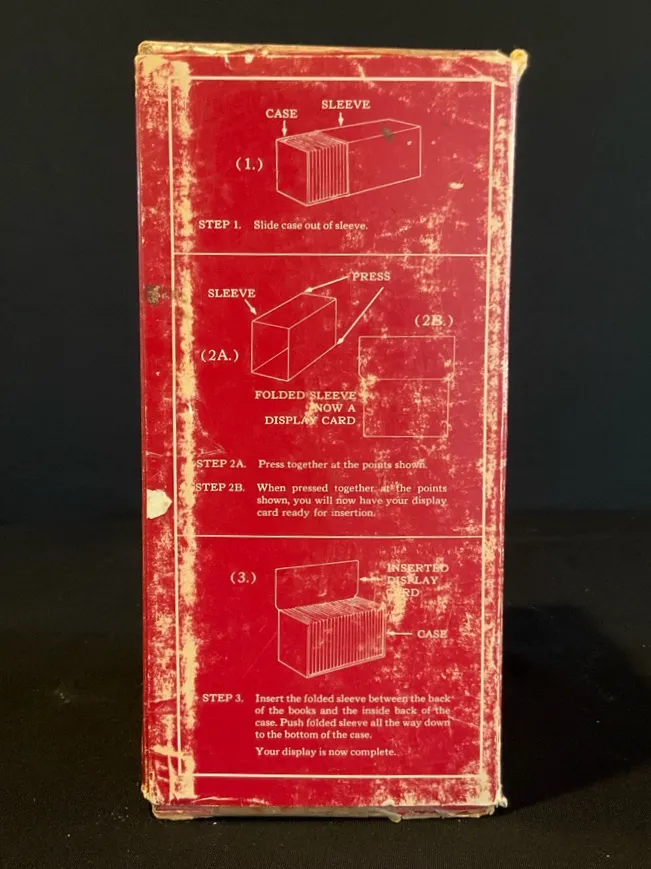 SLEEVE
CASE
(1.)
STEP 1. Slide case out of sleeve.
PRESS
SLEEVE
(2B.)
(2A.)
FOLDED SLEEVE
NOW A
DISPLAY CARD
STEP 2A. Press together at the points shown.
STEP 2B. When pressed together, at the points
shown, you will now have your display
card ready for insertion.
(3.)
INSERTED
DISPLAY
CARD
CASE
STEP 3. Insert the folded sleeve between the back
of the books and the inside back of the
case. Push folded sleeve all the way down
to the bottom of the case.
Your display is now complete.